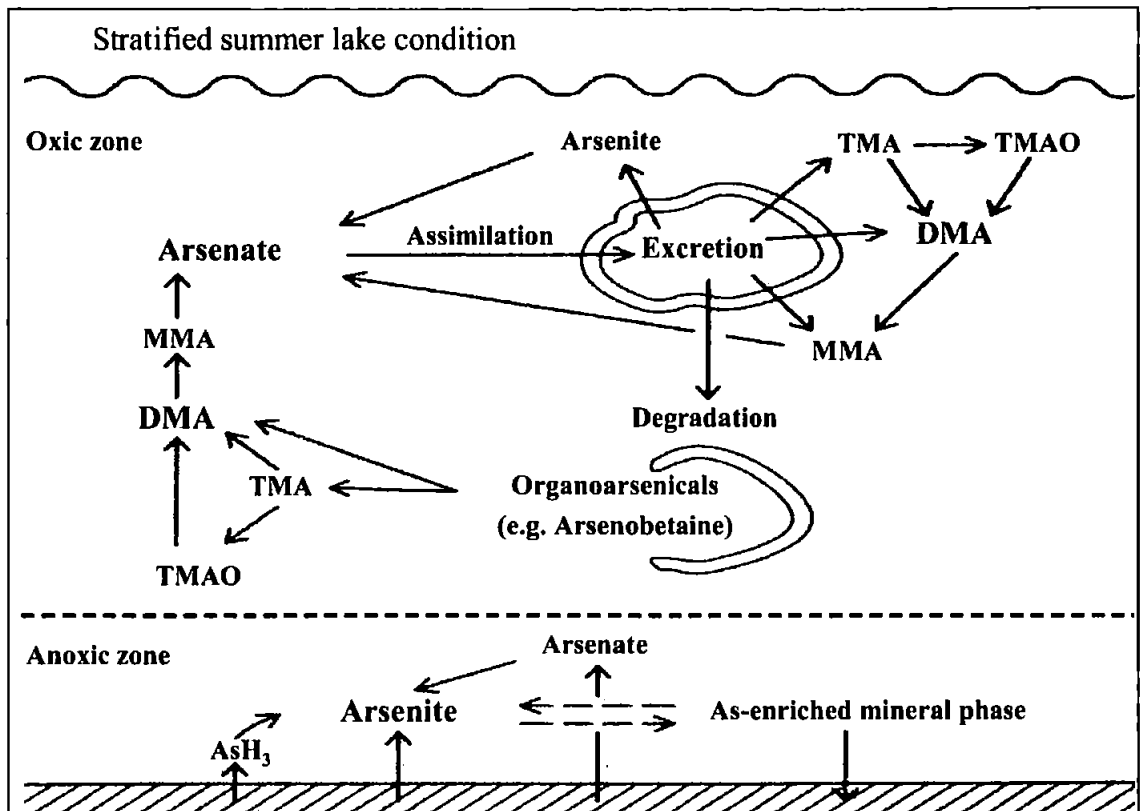 Stratified summer lake condition
Oxic zone
Arsenite
TMA
TMAO
Arsenate
Assimilation
Excretion
DMA
MMA
MMA
DMA
Degradation
TMA
Organoarsenicals
(e.g. Arsenobetaine)
TMAO
Anoxic zone
Arsenate
Arsenite
As-enriched mineral phase
AsH₃